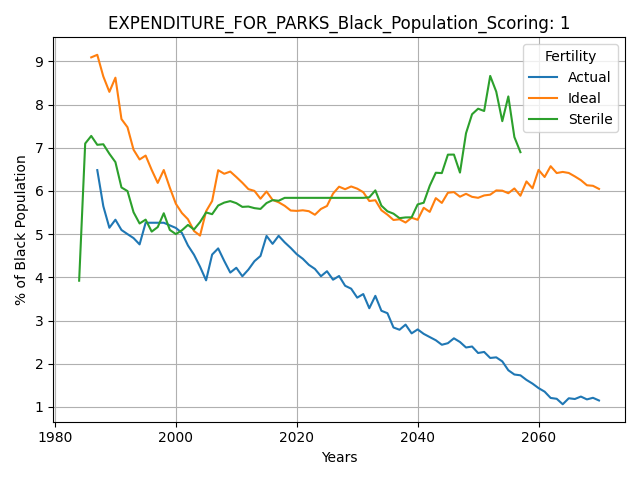 EXPENDITURE_FOR_PARKS_Black_Population_Scoring: 1
Fertility
Actual
Ideal
Sterile
% of Black Population
9
8
7
6
5
4
3
2
1
1980 2000 2020 2040 2060
Years